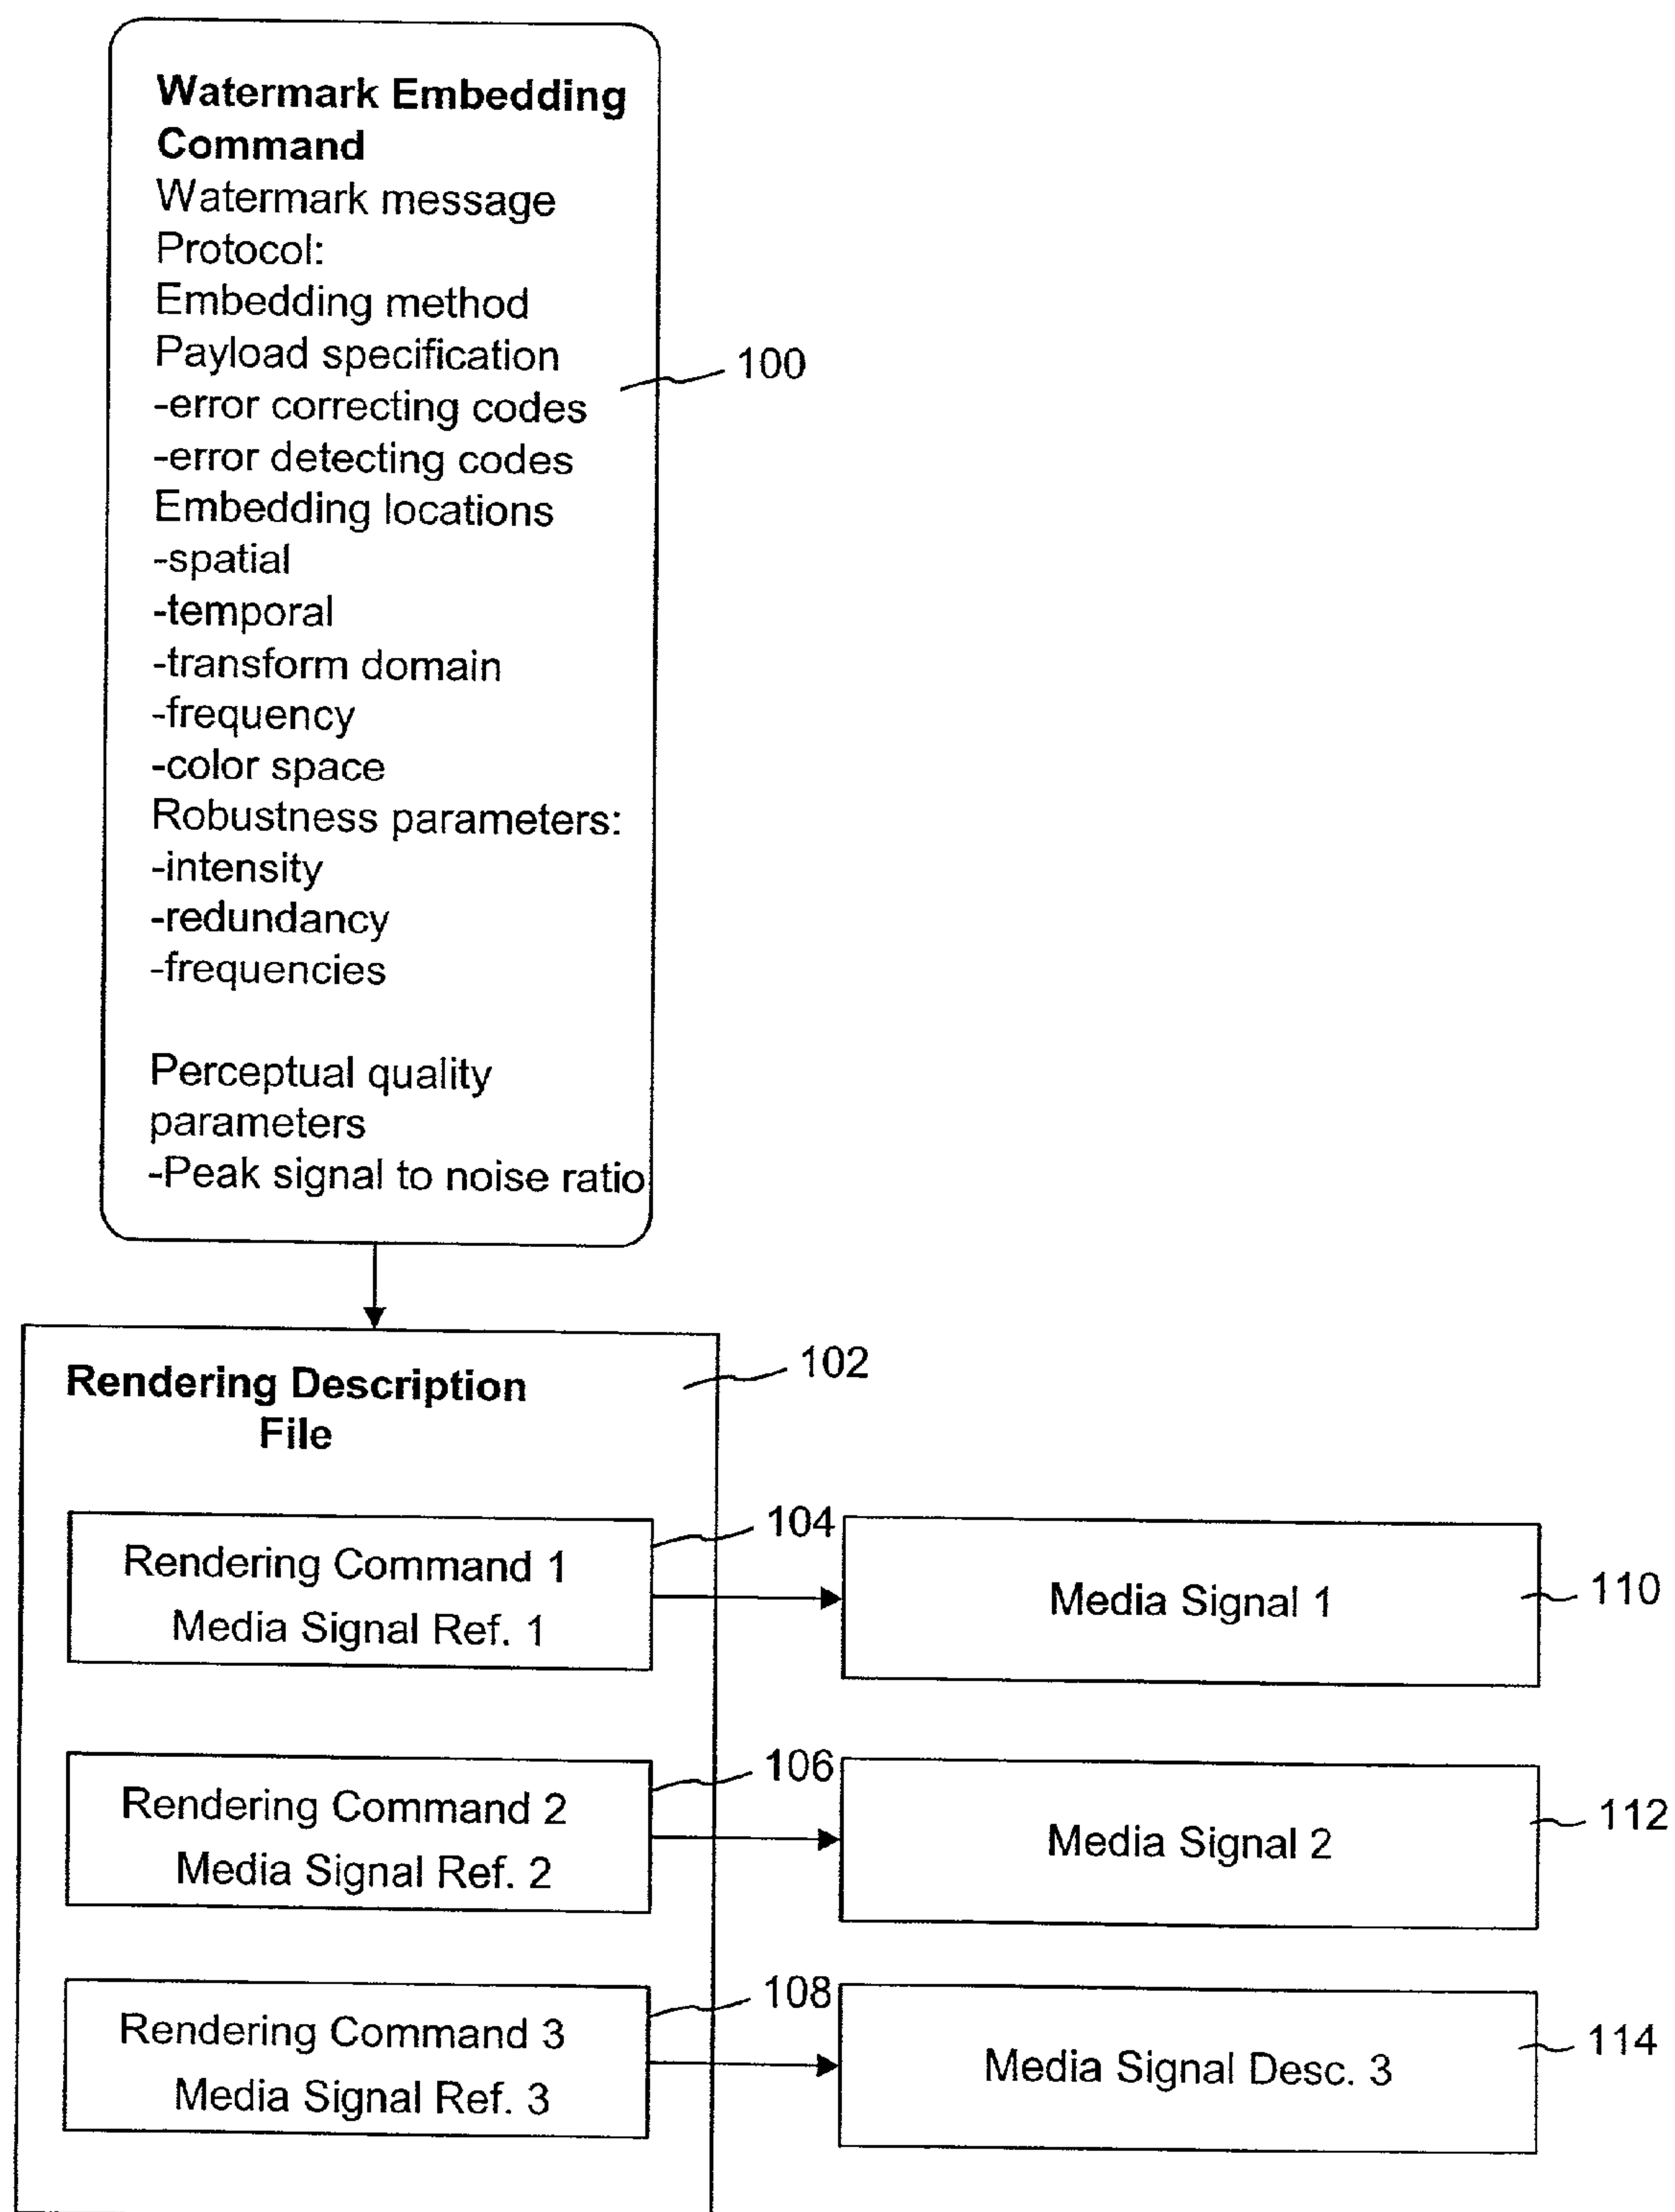 Watermark Embedding
Command
Watermark message
Protocol:
Embedding method
Payload specification
-error correcting codes
-error detecting codes
Embedding locations
-spatial
-temporal
-transform domain
-frequency
-color space
Robustness parameters:
-intensity
-redundancy
-frequencies
Perceptual quality
parameters
-Peak signal to noise ratio
100
Rendering Description
File
102
Rendering Command 1
Media Signal Ref. 1
104
Media Signal 1
110
Rendering Command 2
Media Signal Ref. 2
106
Media Signal 2
112
Rendering Command 3
Media Signal Ref. 3
108
Media Signal Desc. 3
114